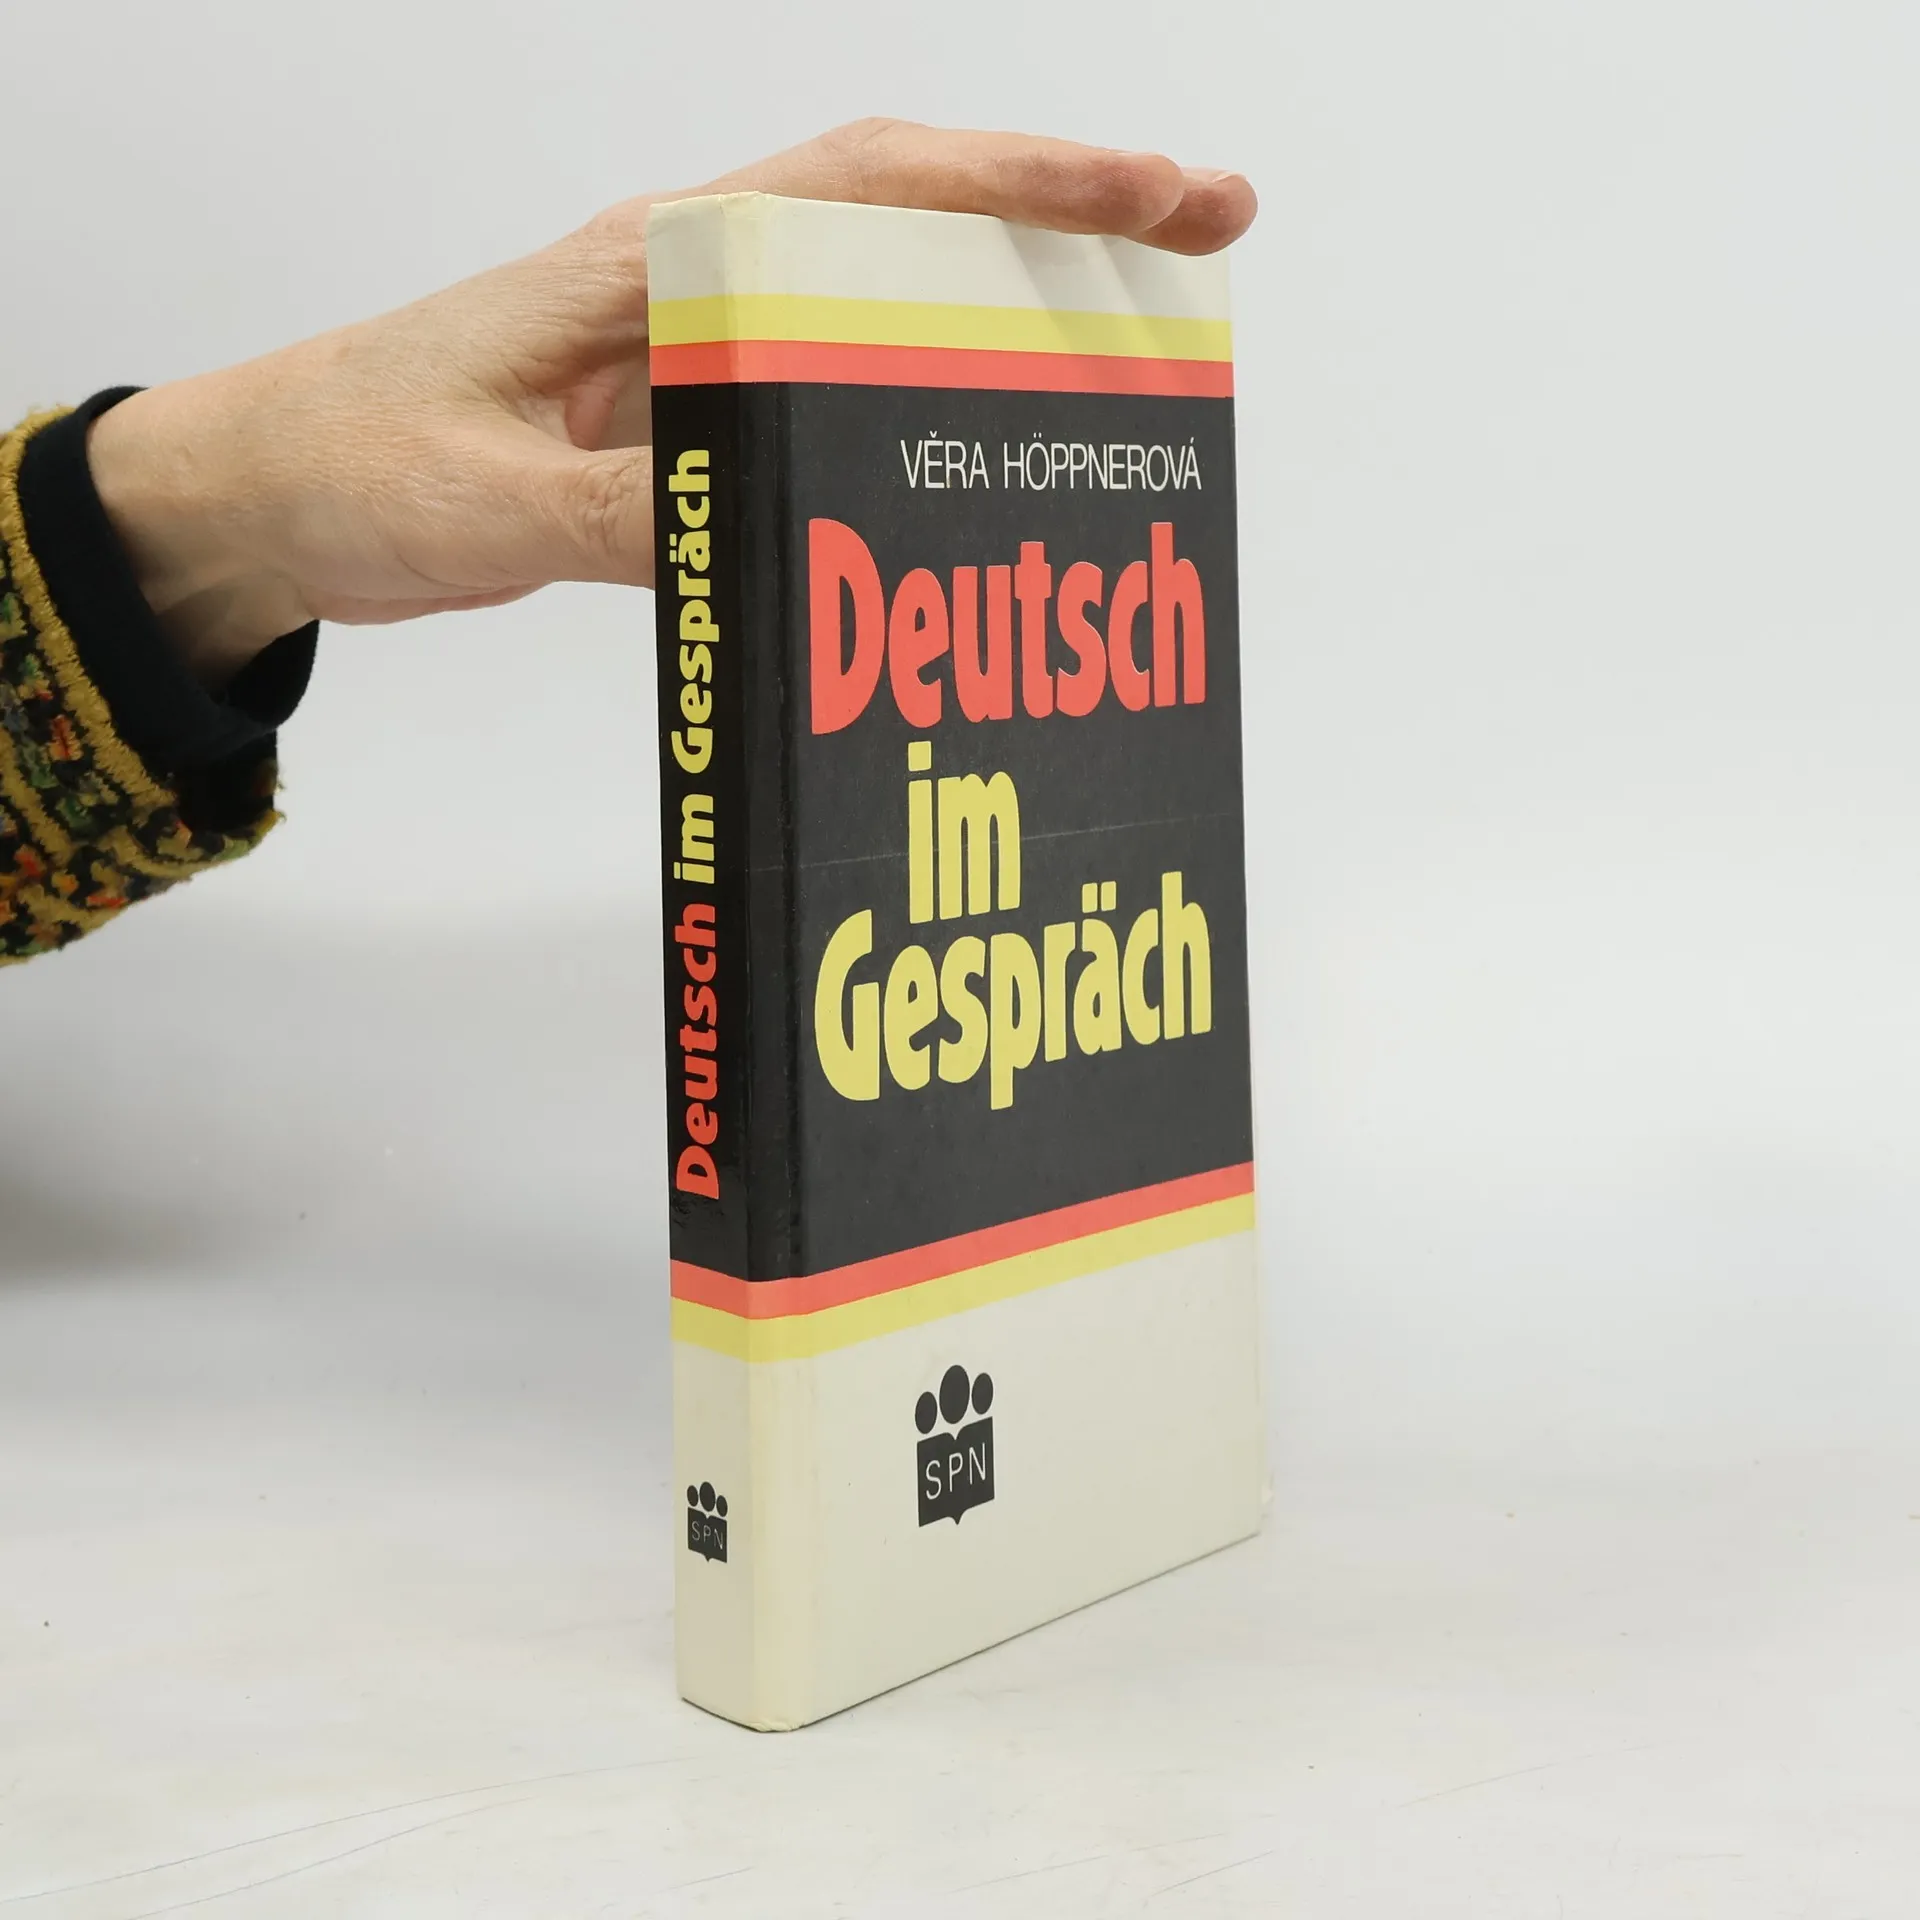 Deutsch im Gespräch
SPN
VĚRA HÖPPNEROVÁ
Deutsch
im
Gespräch
SPN